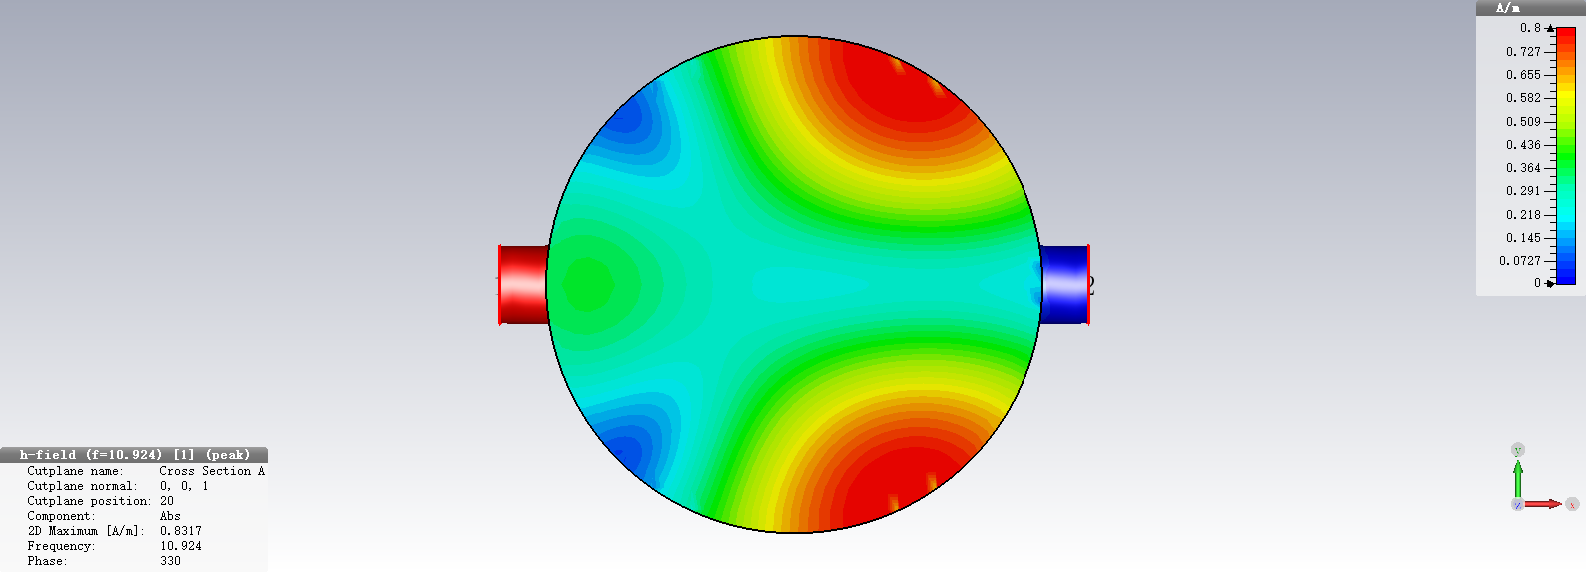 A/m
0.8
0.727
0.655
0.582
0.509
0.436
0.364
0.291
0.218
0.145
0.0727
0
2
h-field (f=10.924) [1] (peak)
Cutplane name: Cross Section A
Cutplane normal: 0, 0, 1
Cutplane position: 20
Component: Abs
2D Maximum [A/m]: 0.8317
Frequency: 10.924
Phase: 330
Y
Z
X